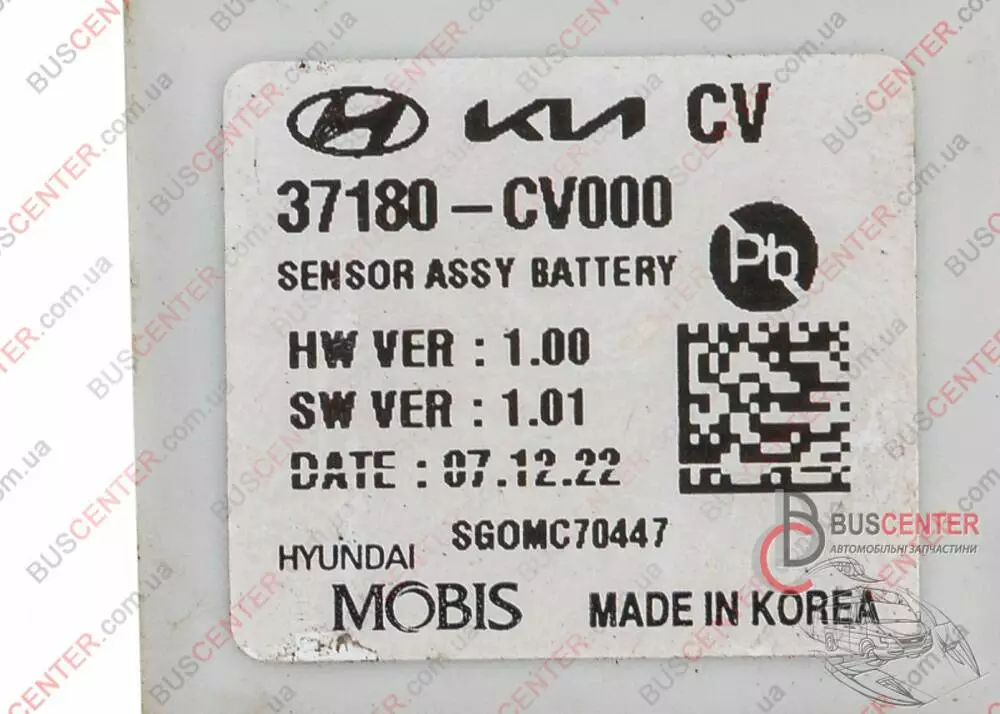 KIA CV
37180-CV000
SENSOR ASSY BATTERY
Pb
HW VER : 1.00
SW VER : 1.01
DATE : 07.12.22
SGOMC70447
HYUNDAI
MOBIS
MADE IN KOREA
BUSCENTER
АВТОМОБІЛЬНІ ЗАПЧАСТИНИ
BUSCENTER.com.ua